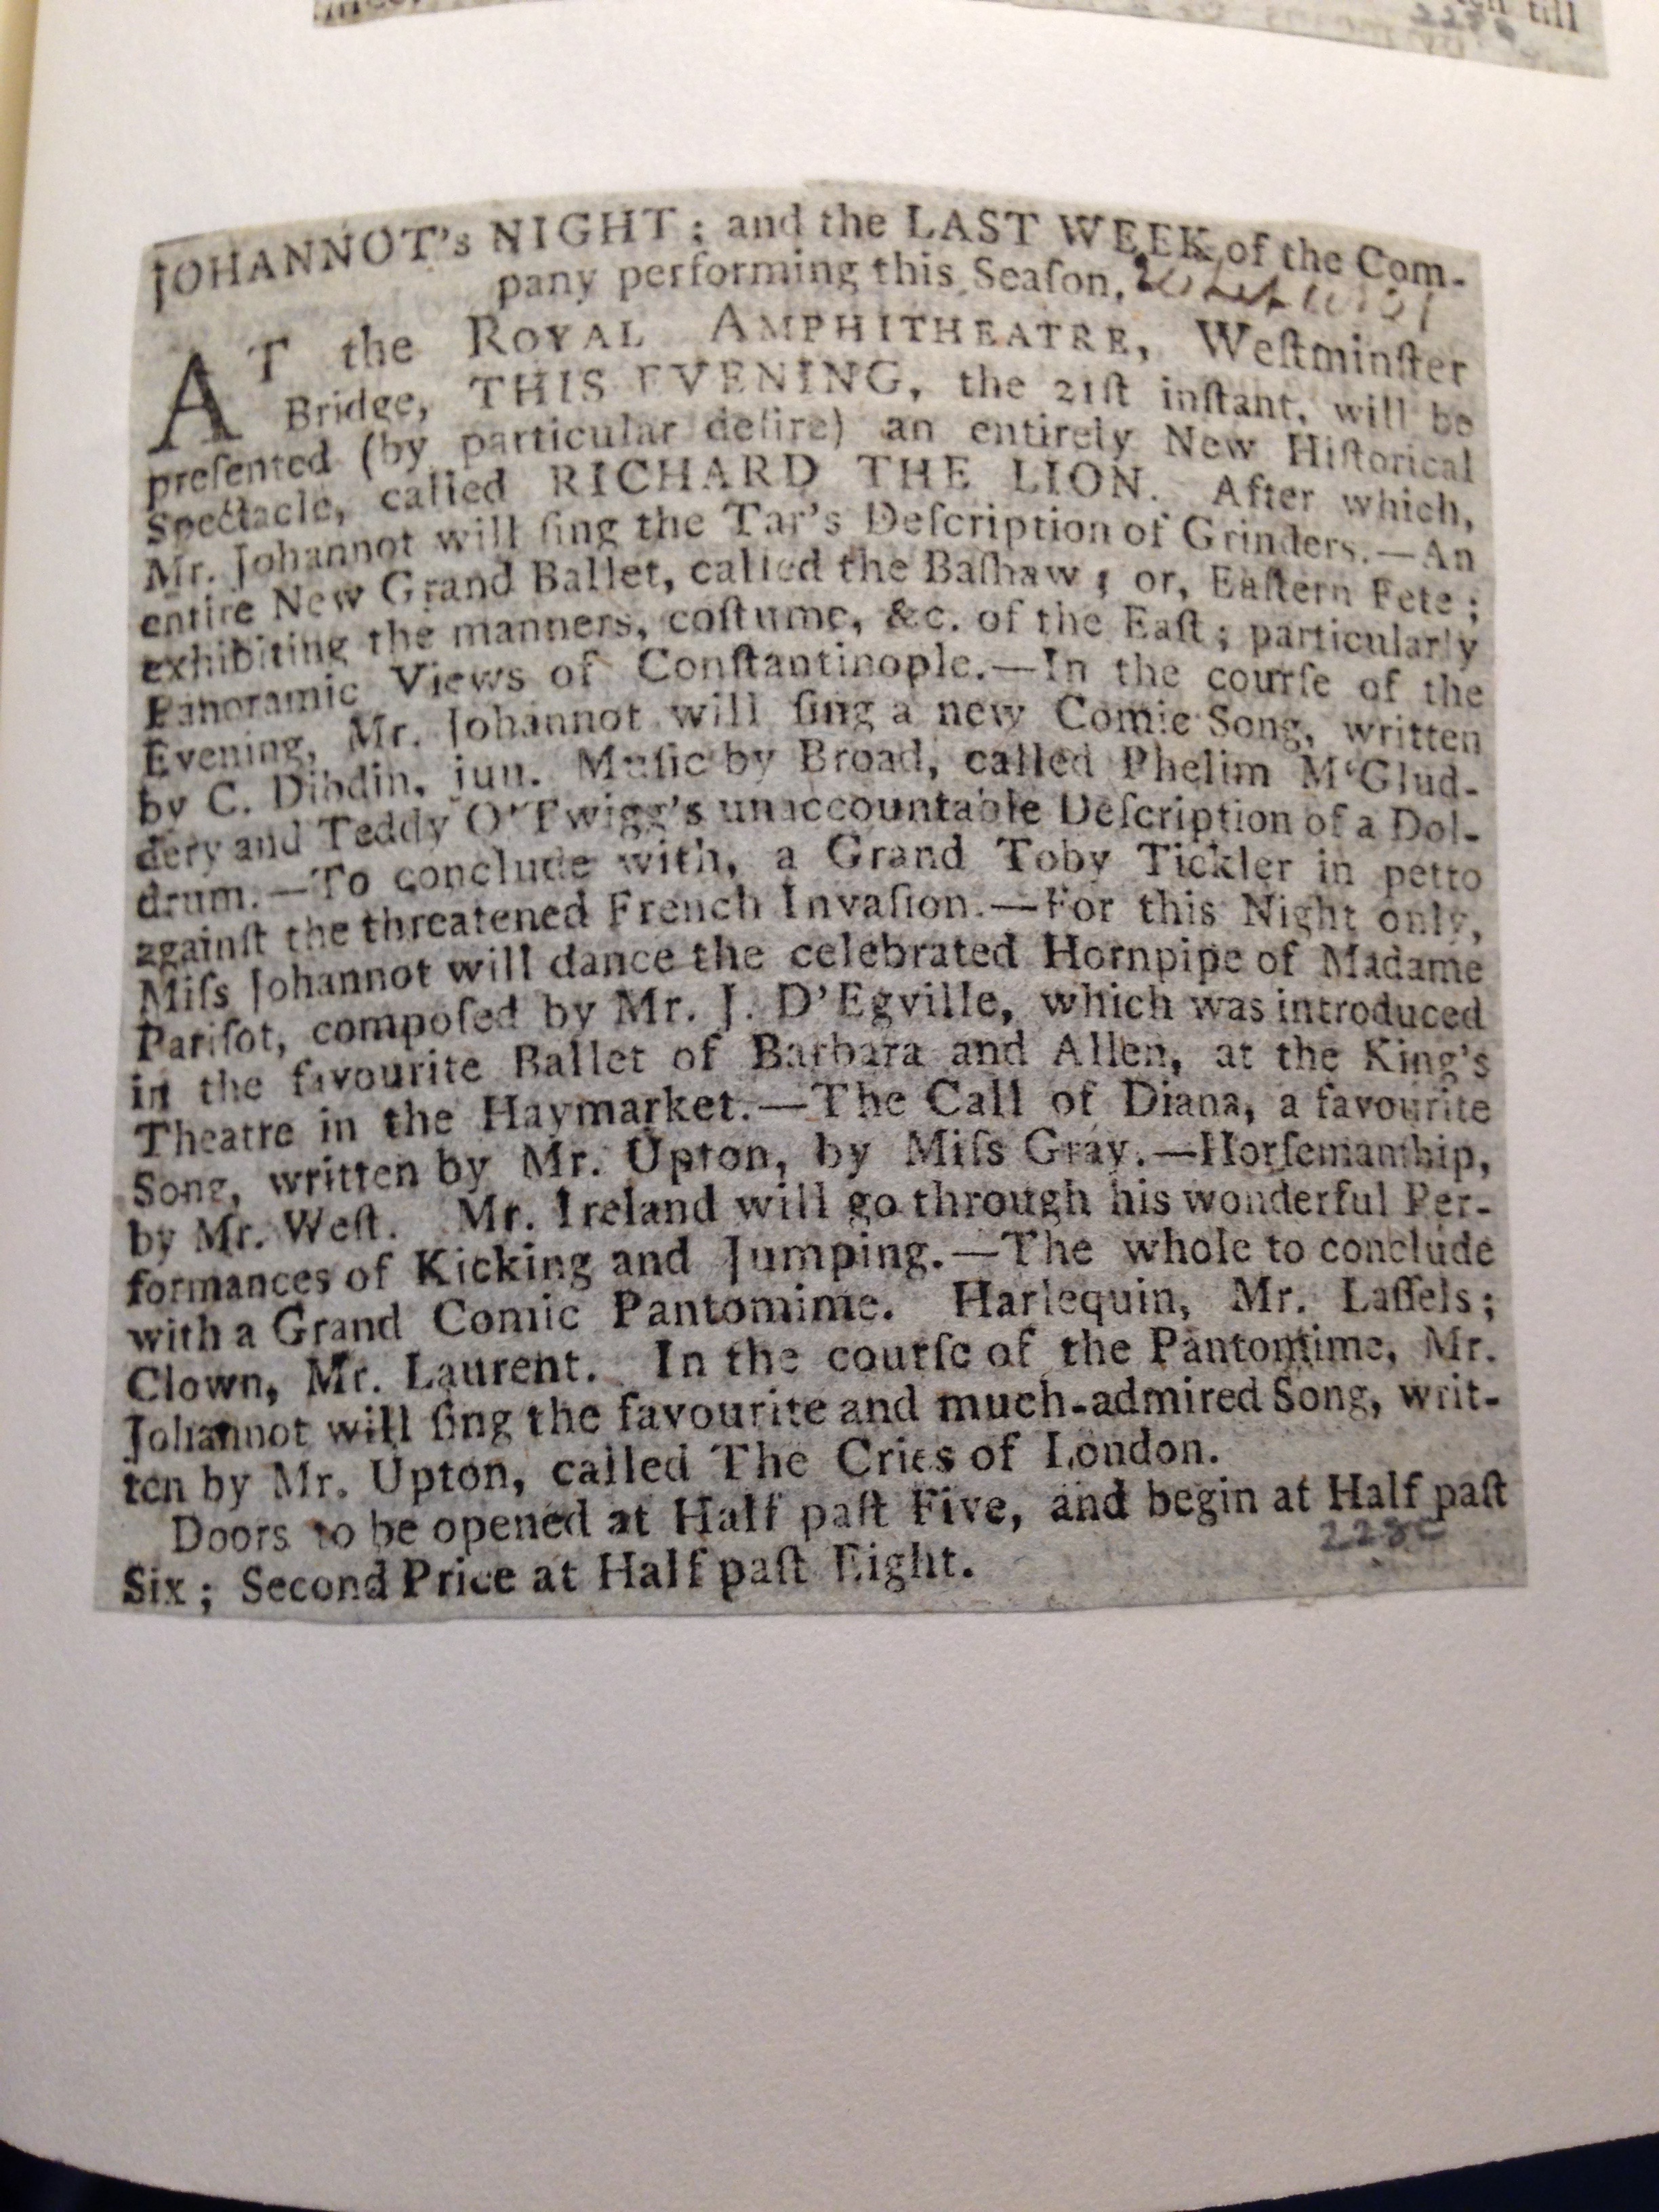 till
JOHANNOT's NIGHT; and the LAST WEEK of the Com-
pany performing this Seaſon,
AT the ROYAL AMPHITHEATRE, Weſtminſter
Bridge, THIS EVENING, the 21ſt inſtant, will be
preſented (by particular deſire) an entirely New Hiſtorical
Spectacle, called RICHARD THE LION. After which,
Mr. Johannot will ſing the Tar's Deſcription of Grinders.—An
entire New Grand Ballet, called the Baſhaw; or, Eaſtern Fete;
exhibiting the manners, coſtume, &c. of the Eaſt; particularly
Panoramic Views of Conſtantinople.—In the courſe of the
Evening, Mr. Johannot will ſing a new Comic Song, written
by C. Dibdin, jun. Muſic by Broad, called Phelim M'Glud-
dery and Teddy O'Twigg's unaccountable Deſcription of a Dol-
drum.—To conclude with, a Grand Toby Tickler in petto
againſt the threatened French Invaſion.—For this Night only,
Miſs Johannot will dance the celebrated Hornpipe of Madame
Pariſot, compoſed by Mr. J. D'Egville, which was introduced
in the favourite Ballet of Barbara and Allen, at the King's
Theatre in the Haymarket.—The Call of Diana, a favourite
Song, written by Mr. Upton, by Miſs Gray.—Horſemanſhip,
by Mr. Weſt. Mr. Ireland will go through his wonderful Per-
formances of Kicking and Jumping.—The whole to conclude
with a Grand Comic Pantomime. Harlequin, Mr. Laſſels;
Clown, Mr. Laurent. In the courſe of the Pantomime, Mr.
Johannot will ſing the favourite and much-admired Song, writ-
ten by Mr. Upton, called The Cries of London.
Doors to be opened at Half paſt Five, and begin at Half paſt
Six; Second Price at Half paſt Eight.